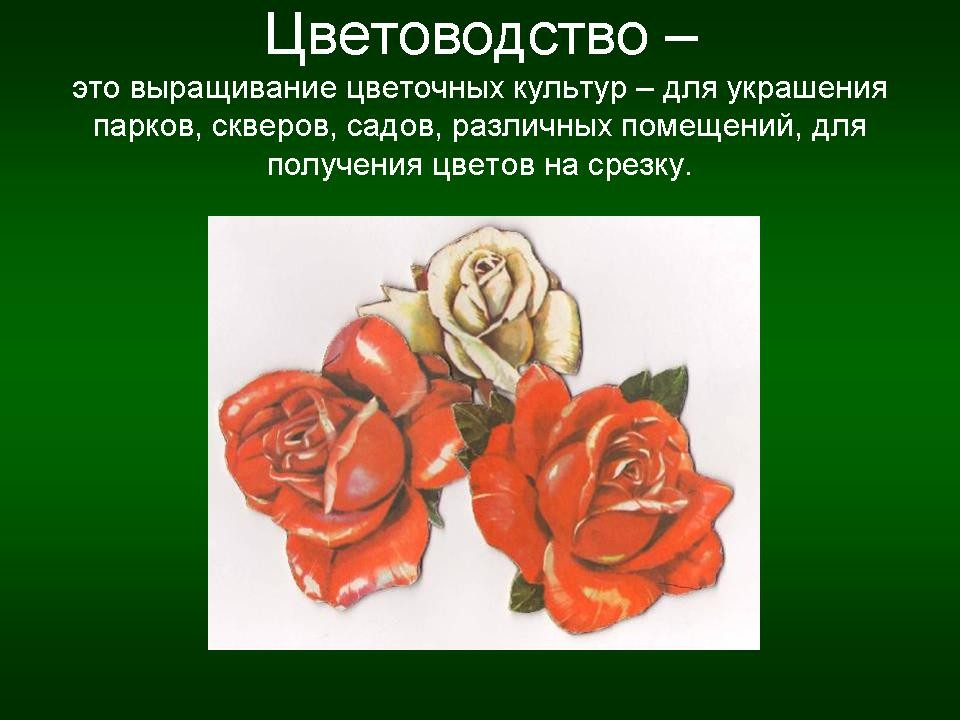 Цветоводство –
это выращивание цветочных культур – для украшения
парков, скверов, садов, различных помещений, для
получения цветов на срезку.